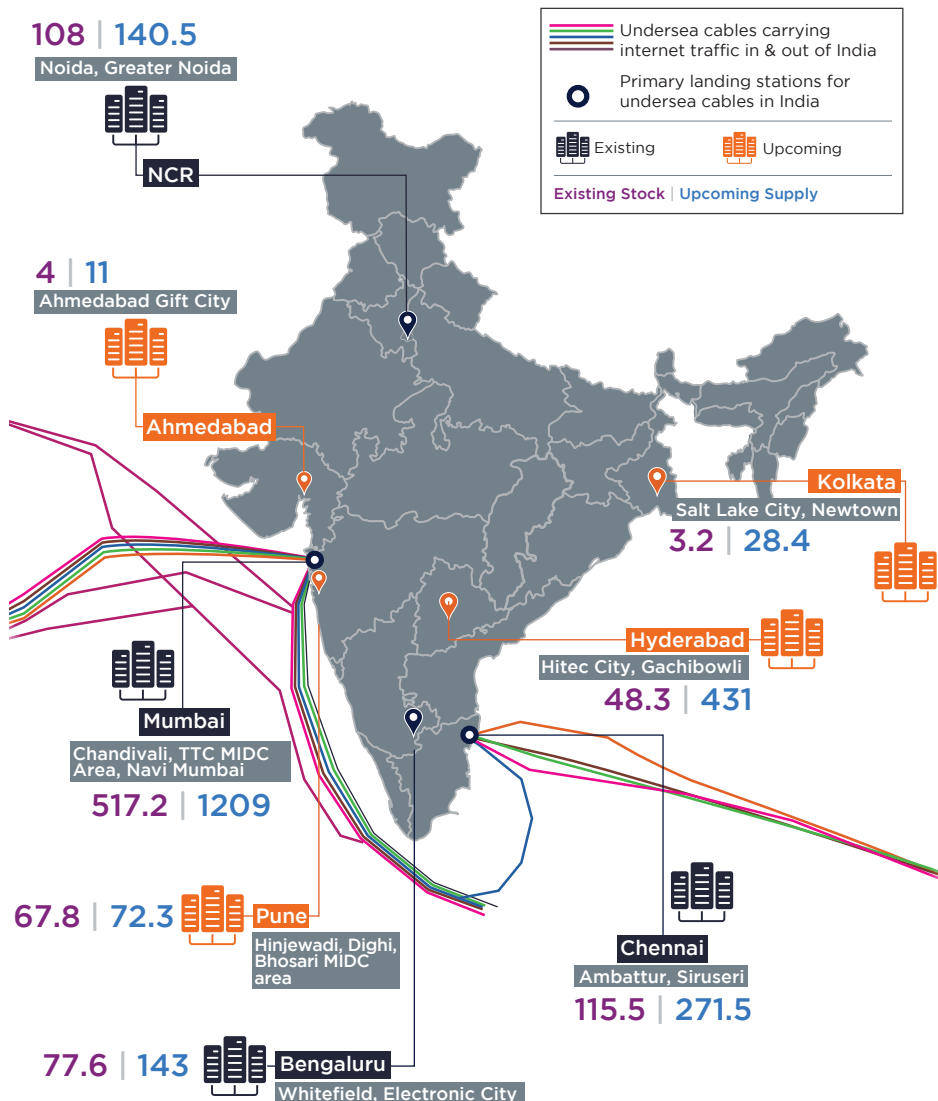 108 | 140.5
Noida, Greater Noida
NCR
Undersea cables carrying
internet traffic in & out of India
Primary landing stations for
undersea cables in India
Existing
Upcoming
Existing Stock | Upcoming Supply
4 | 11
Ahmedabad Gift City
Ahmedabad
Kolkata
Salt Lake City, Newtown
3.2 | 28.4
Hyderabad
Hitec City, Gachibowli
48.3 | 431
Mumbai
Chandivali, TTC MIDC
Area, Navi Mumbai
517.2 | 1209
67.8 | 72.3
Pune
Hinjewadi, Dighi,
Bhosari MIDC
area
Chennai
Ambattur, Siruseri
115.5 | 271.5
77.6 | 143
Bengaluru
Whitefield, Electronic City